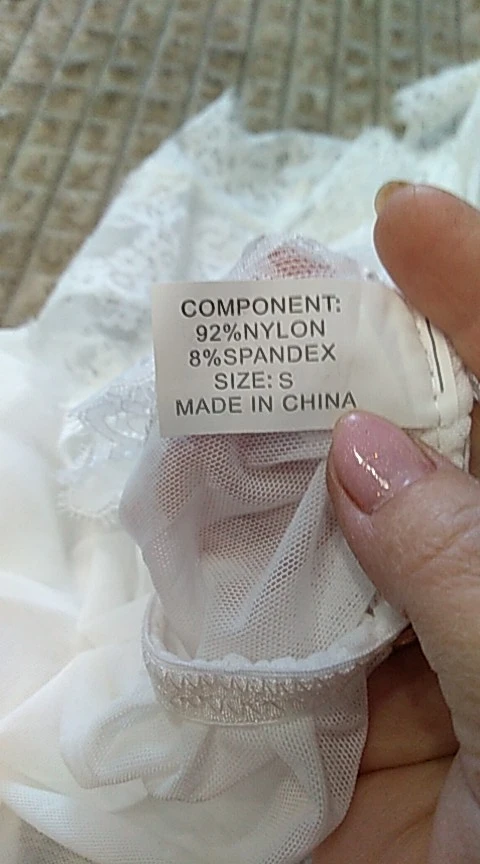 COMPONENT:
92%NYLON
8%SPANDEX
SIZE: S
MADE IN CHINA